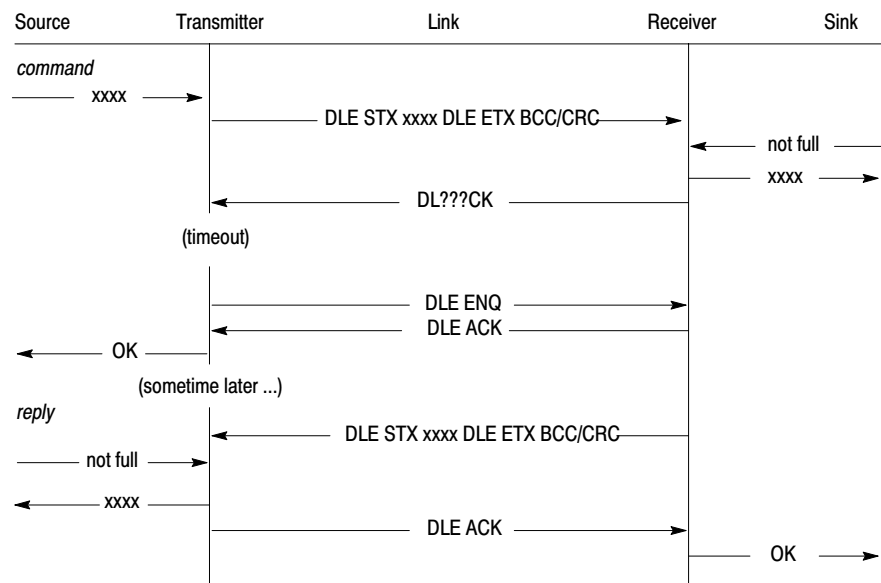 Source Transmitter Link Receiver Sink
command
xxxx
DLE STX xxxx DLE ETX BCC/CRC
not full
xxxx
DL???CK
(timeout)
DLE ENQ
DLE ACK
OK
(sometime later ...)
reply
DLE STX xxxx DLE ETX BCC/CRC
not full
xxxx
DLE ACK
OK